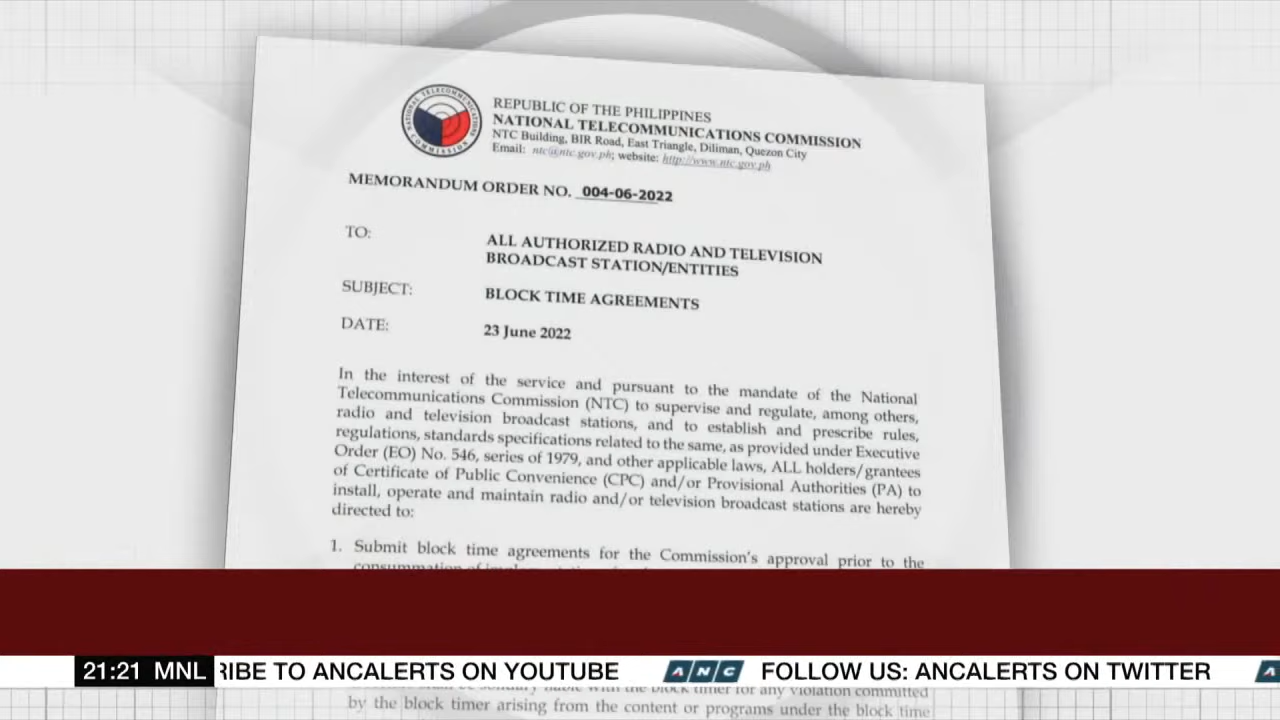 NATIONAL TELECOMMUNICATIONS COMMISSION
REPUBLIC OF THE PHILIPPINES
NATIONAL TELECOMMUNICATIONS COMMISSION
NTC Building, BIR Road, East Triangle, Diliman, Quezon City
Email: ntc@ntc.gov.ph; website: http://www.ntc.gov.ph
MEMORANDUM ORDER NO. 004-06-2022
TO: ALL AUTHORIZED RADIO AND TELEVISION
BROADCAST STATION/ENTITIES
SUBJECT: BLOCK TIME AGREEMENTS
DATE: 23 June 2022
In the interest of the service and pursuant to the mandate of the National
Telecommunications Commission (NTC) to supervise and regulate, among others,
radio and television broadcast stations, and to establish and prescribe rules,
regulations, standards specifications related to the same, as provided under Executive
Order (EO) No. 546, series of 1979, and other applicable laws, ALL holders/grantees
of Certificate of Public Convenience (CPC) and/or Provisional Authorities (PA) to
install, operate and maintain radio and/or television broadcast stations are hereby
directed to:
1. Submit block time agreements for the Commission's approval prior to the
consummation of
21:21 MNL RIBE TO ANCALERTS ON YOUTUBE ANC FOLLOW US: ANCALERTS ON TWITTER A
liable with the block timer for any violation committed
by the block timer arising from the content or programs under the block time